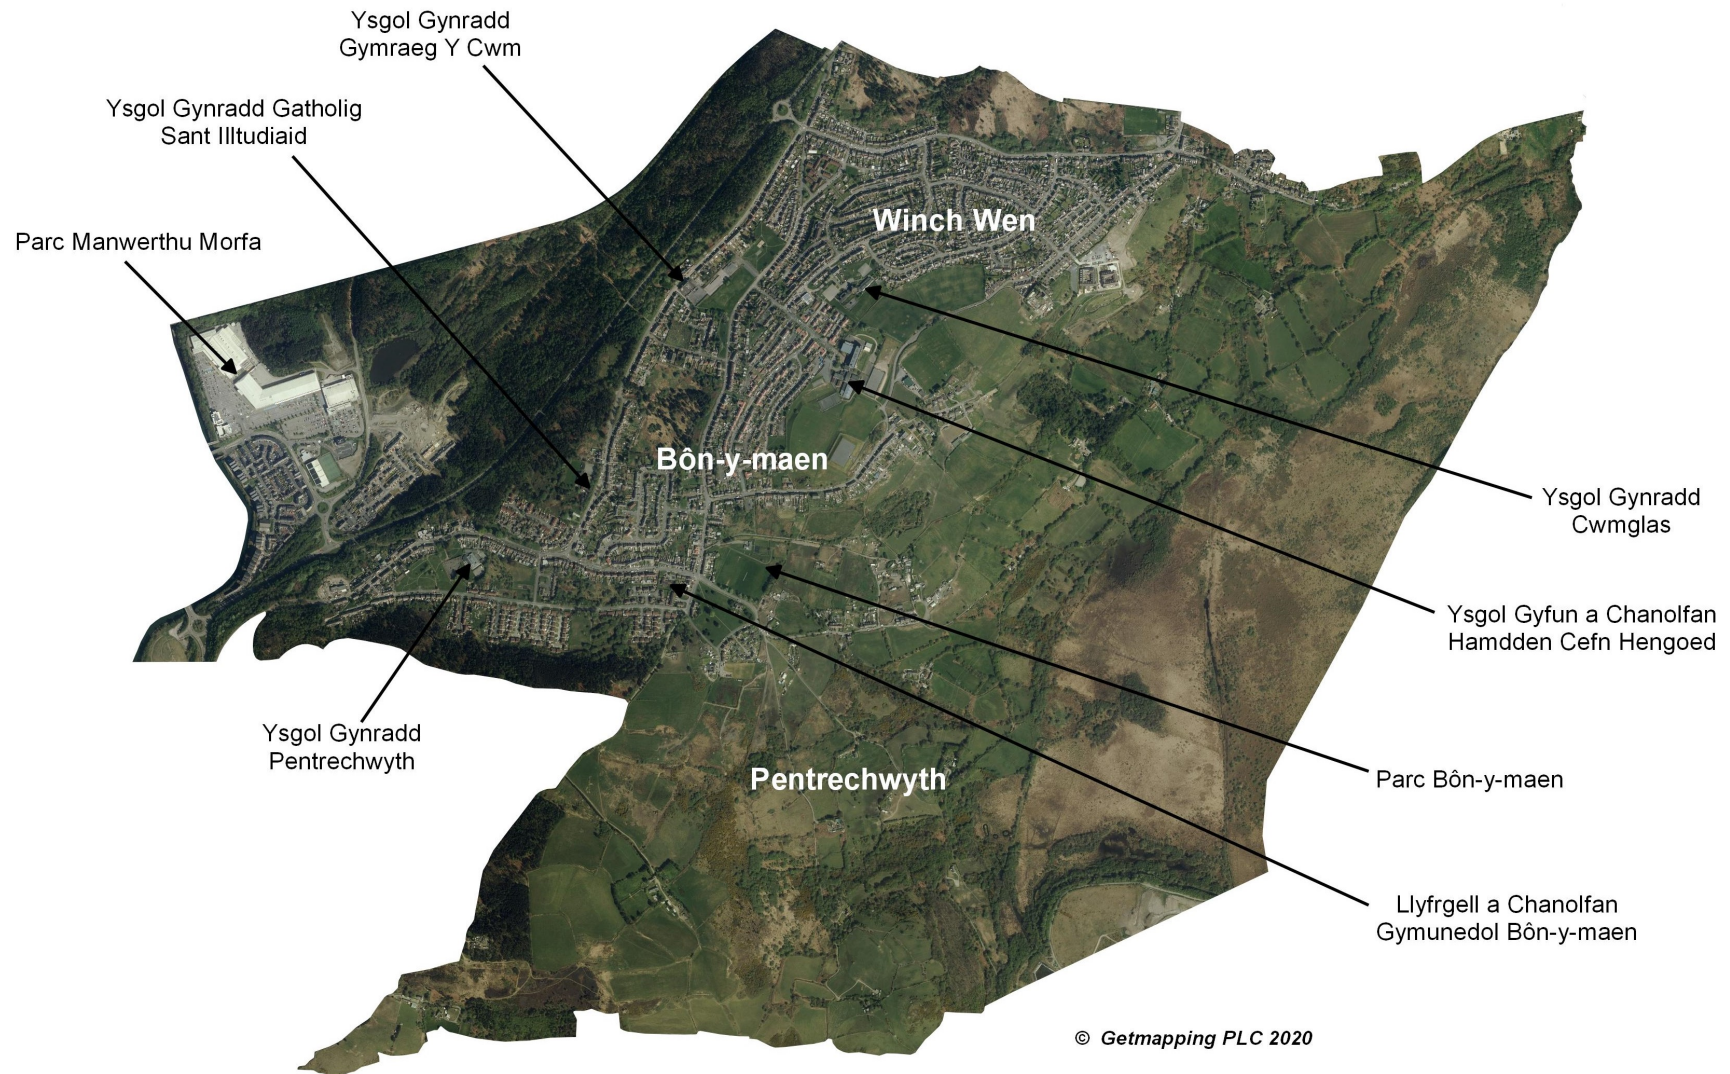 Ysgol Gynradd
Gymraeg Y Cwm
Ysgol Gynradd Gatholig
Sant Illtudiaid
Parc Manwerthu Morfa
Winch Wen
Bôn-y-maen
Ysgol Gynradd
Cwmglas
Ysgol Gyfun a Chanolfan
Hamdden Cefn Hengoed
Ysgol Gynradd
Pentrechwyth
Pentrechwyth
Parc Bôn-y-maen
Llyfrgell a Chanolfan
Gymunedol Bôn-y-maen
© Getmapping PLC 2020